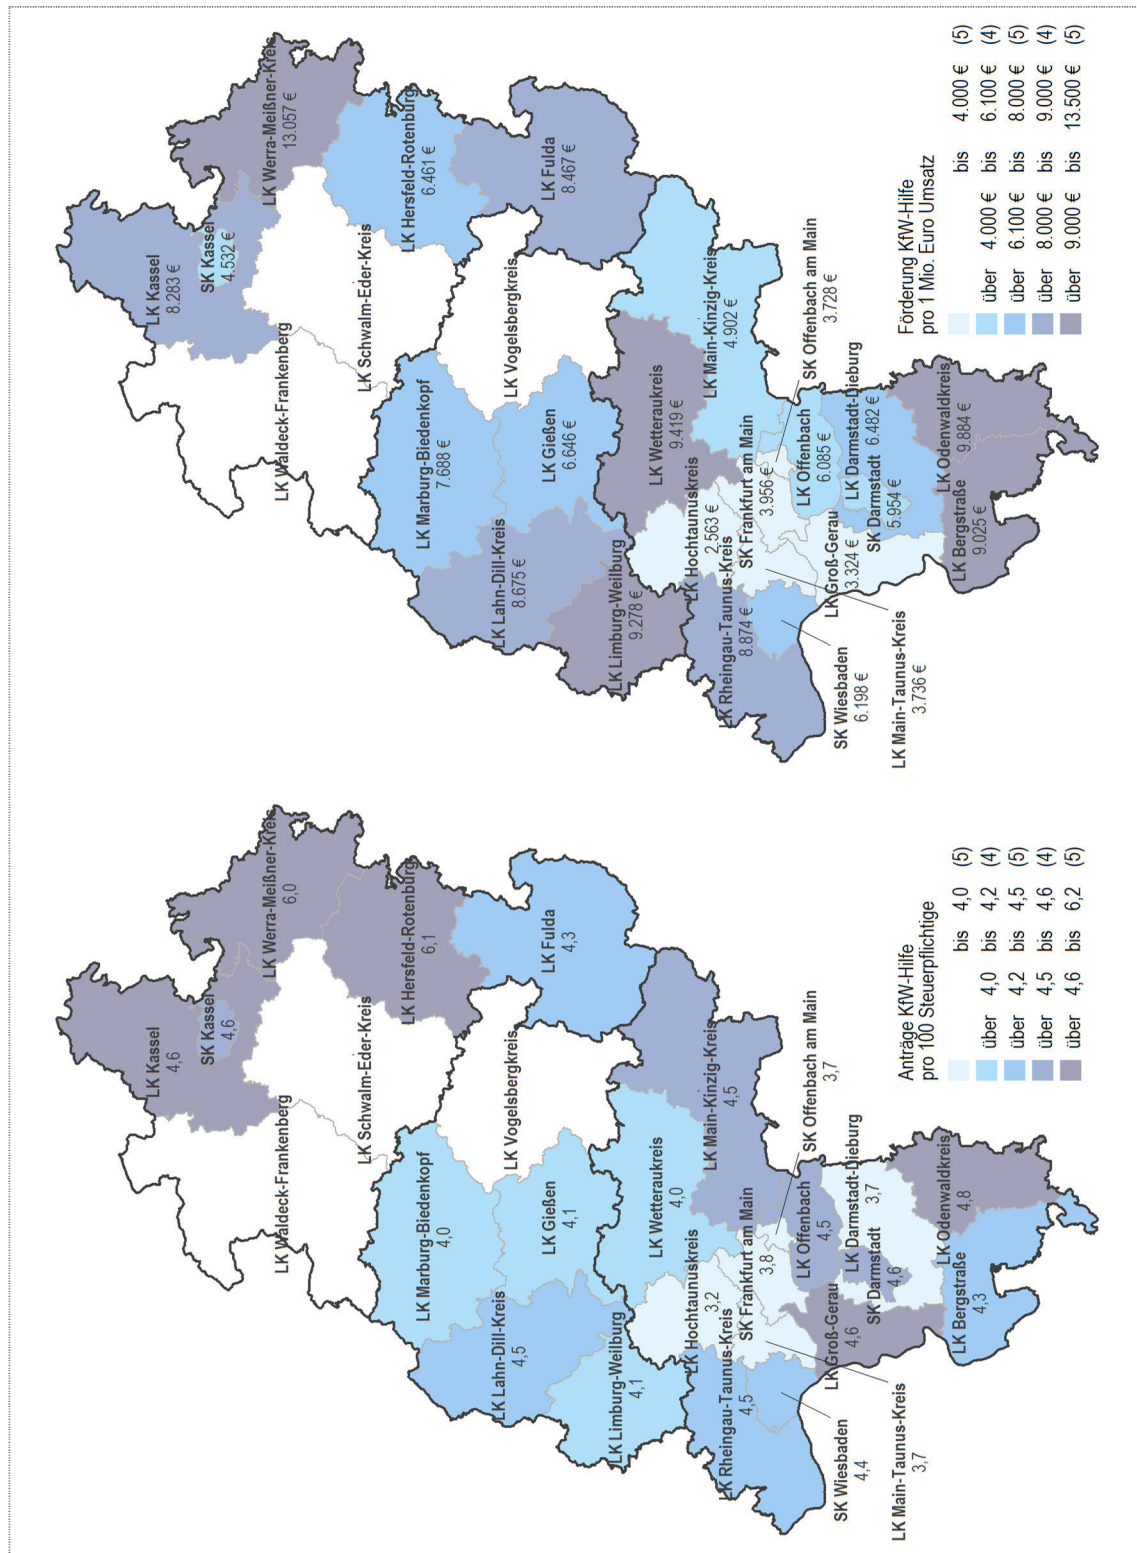 LK Kassel
4,6
SK Kassel
4,6
LK Werra-Meißner-Kreis
6,0
LK Waldeck-Frankenberg
LK Schwalm-Eder-Kreis
LK Hersfeld-Rotenburg
6,1
LK Marburg-Biedenkopf
4,0
LK Vogelsbergkreis
LK Fulda
4,3
LK Lahn-Dill-Kreis
4,5
LK Gießen
4,1
LK Limburg-Weilburg
4,1
LK Wetteraukreis
4,0
LK Hochtaunuskreis
3,2
LK Main-Kinzig-Kreis
4,5
LK Rheingau-Taunus-Kreis
4,5
SK Frankfurt am Main
3,8
SK Offenbach am Main
3,7
LK Offenbach
4,5
SK Wiesbaden
4,4
LK Main-Taunus-Kreis
3,7
LK Groß-Gerau
4,6
LK Darmstadt-Dieburg
3,7
SK Darmstadt
4,6
LK Bergstraße
4,3
LK Odenwaldkreis
4,8
Anträge KfW-Hilfe
pro 100 Steuerpflichtige
bis 4,0 (5)
über 4,0 bis 4,2 (4)
über 4,2 bis 4,5 (5)
über 4,5 bis 4,6 (4)
über 4,6 bis 6,2 (5)
LK Kassel
8.283 €
SK Kassel
4.532 €
LK Werra-Meißner-Kreis
13.057 €
LK Waldeck-Frankenberg
LK Schwalm-Eder-Kreis
LK Hersfeld-Rotenburg
6.461 €
LK Marburg-Biedenkopf
7.688 €
LK Vogelsbergkreis
LK Fulda
8.467 €
LK Lahn-Dill-Kreis
8.675 €
LK Gießen
6.646 €
LK Limburg-Weilburg
9.278 €
LK Wetteraukreis
9.419 €
LK Hochtaunuskreis
2.563 €
LK Main-Kinzig-Kreis
4.902 €
LK Rheingau-Taunus-Kreis
8.874 €
SK Frankfurt am Main
3.956 €
SK Offenbach am Main
3.728 €
LK Offenbach
6.085 €
SK Wiesbaden
6.198 €
LK Main-Taunus-Kreis
3.736 €
LK Groß-Gerau
3.324 €
LK Darmstadt-Dieburg
6.482 €
SK Darmstadt
5.954 €
LK Bergstraße
9.025 €
LK Odenwaldkreis
9.884 €
Förderung KfW-Hilfe
pro 1 Mio. Euro Umsatz
bis 4.000 € (5)
über 4.000 € bis 6.100 € (4)
über 6.100 € bis 8.000 € (5)
über 8.000 € bis 9.000 € (4)
über 9.000 € bis 13.500 € (5)